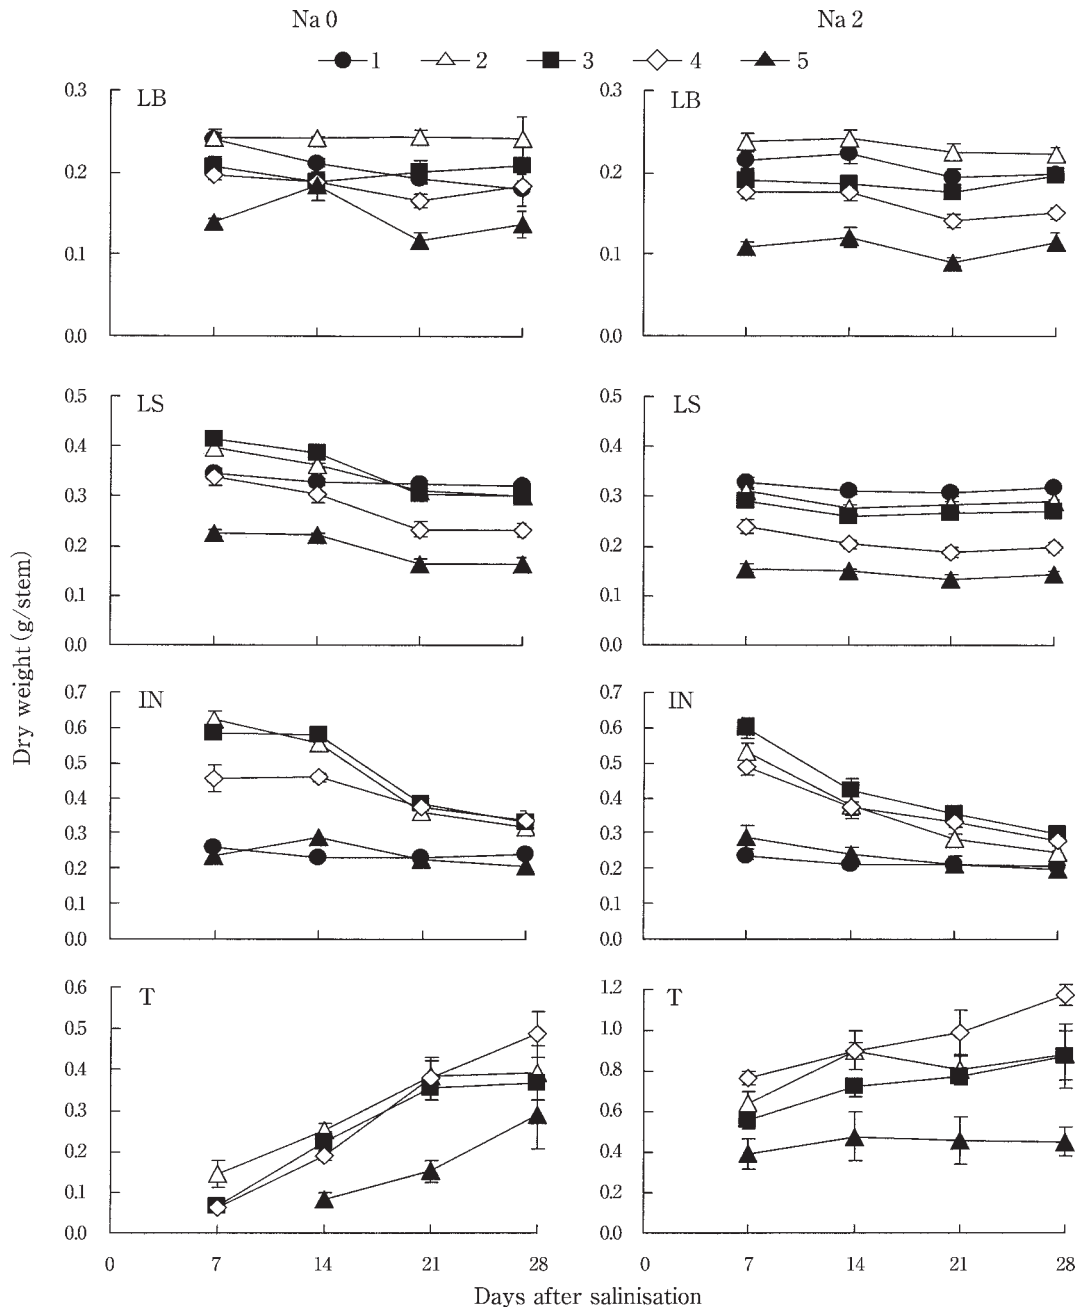 Na 0 Na 2
1 2 3 4 5
LB LB
0.3 0.3
0.2 0.2
0.1 0.1
0.0 0.0
LS LS
0.5 0.5
0.4 0.4
0.3 0.3
0.2 0.2
0.1 0.1
0.0 0.0
Dry weight (g/stem)
IN IN
0.7 0.7
0.6 0.6
0.5 0.5
0.4 0.4
0.3 0.3
0.2 0.2
0.1 0.1
0.0 0.0
T T
0.6 1.2
0.5 1.0
0.4 0.8
0.3 0.6
0.2 0.4
0.1 0.2
0.0 0.0
0 7 14 21 28 0 7 14 21 28
Days after salinisation